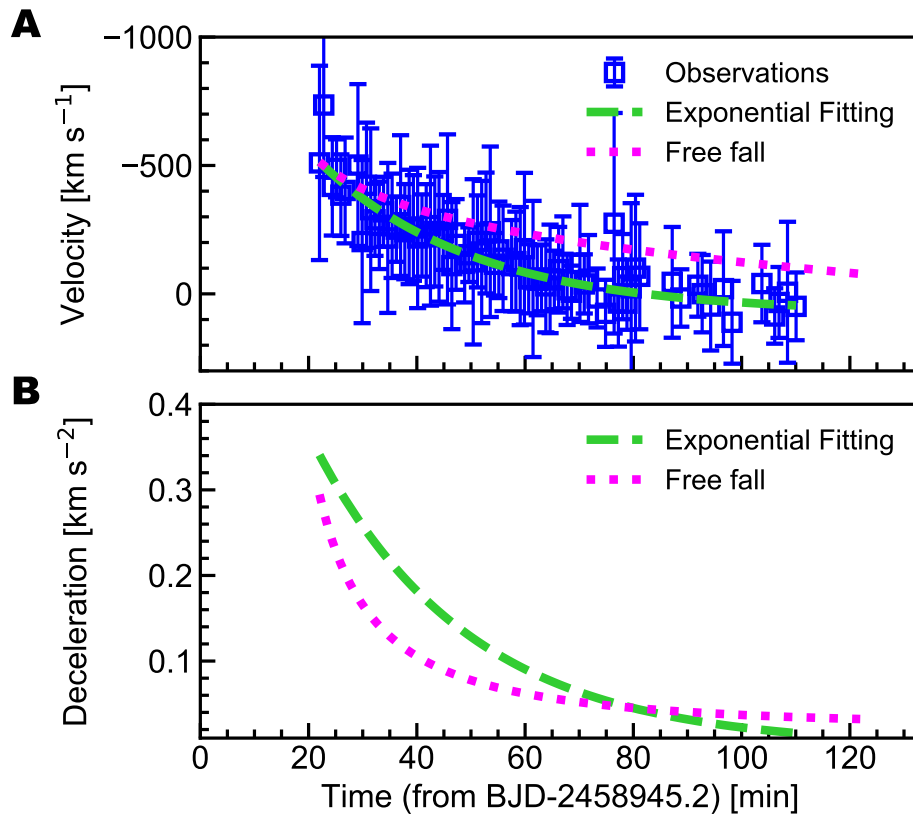 A
−1000
−500
0
Velocity [km s−1]
Observations
Exponential Fitting
Free fall
B
0.4
0.3
0.2
0.1
Deceleration [km s−2]
Exponential Fitting
Free fall
0 20 40 60 80 100 120
Time (from BJD-2458945.2) [min]